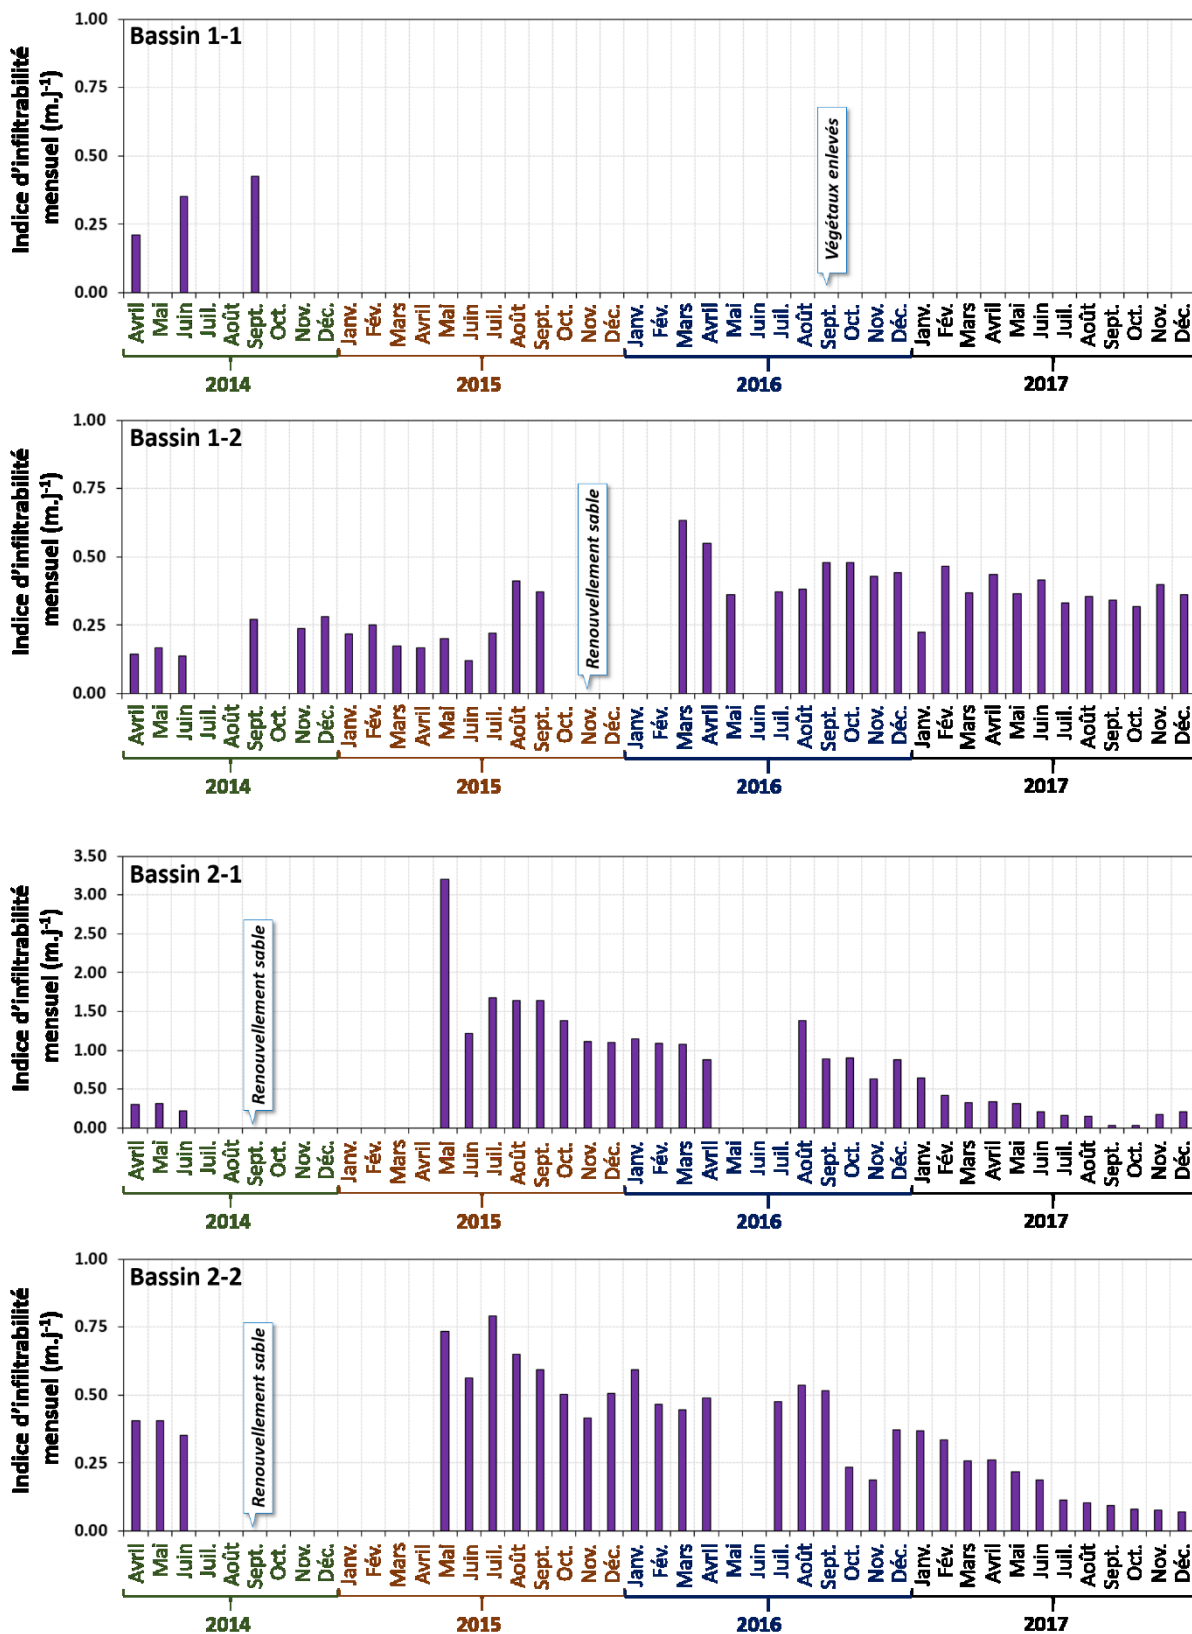 Bassin 1-1
Indice d'infiltrabilité
mensuel (m.j-1)
1.00
0.75
0.50
0.25
0.00
Végétaux enlevés
Avril Mai Juin Juil. Août Sept. Oct. Nov. Déc. Janv. Fév. Mars Avril Mai Juin Juil. Août Sept. Oct. Nov. Déc. Janv. Fév. Mars Avril Mai Juin Juil. Août Sept. Oct. Nov. Déc. Janv. Fév. Mars Avril Mai Juin Juil. Août Sept. Oct. Nov. Déc.
2014 2015 2016 2017
Bassin 1-2
Indice d'infiltrabilité
mensuel (m.j-1)
1.00
0.75
0.50
0.25
0.00
Renouvellement sable
Avril Mai Juin Juil. Août Sept. Oct. Nov. Déc. Janv. Fév. Mars Avril Mai Juin Juil. Août Sept. Oct. Nov. Déc. Janv. Fév. Mars Avril Mai Juin Juil. Août Sept. Oct. Nov. Déc. Janv. Fév. Mars Avril Mai Juin Juil. Août Sept. Oct. Nov. Déc.
2014 2015 2016 2017
Bassin 2-1
Indice d'infiltrabilité
mensuel (m.j-1)
3.50
3.00
2.50
2.00
1.50
1.00
0.50
0.00
Renouvellement sable
Avril Mai Juin Juil. Août Sept. Oct. Nov. Déc. Janv. Fév. Mars Avril Mai Juin Juil. Août Sept. Oct. Nov. Déc. Janv. Fév. Mars Avril Mai Juin Juil. Août Sept. Oct. Nov. Déc. Janv. Fév. Mars Avril Mai Juin Juil. Août Sept. Oct. Nov. Déc.
2014 2015 2016 2017
Bassin 2-2
Indice d'infiltrabilité
mensuel (m.j-1)
1.00
0.75
0.50
0.25
0.00
Renouvellement sable
Avril Mai Juin Juil. Août Sept. Oct. Nov. Déc. Janv. Fév. Mars Avril Mai Juin Juil. Août Sept. Oct. Nov. Déc. Janv. Fév. Mars Avril Mai Juin Juil. Août Sept. Oct. Nov. Déc. Janv. Fév. Mars Avril Mai Juin Juil. Août Sept. Oct. Nov. Déc.
2014 2015 2016 2017